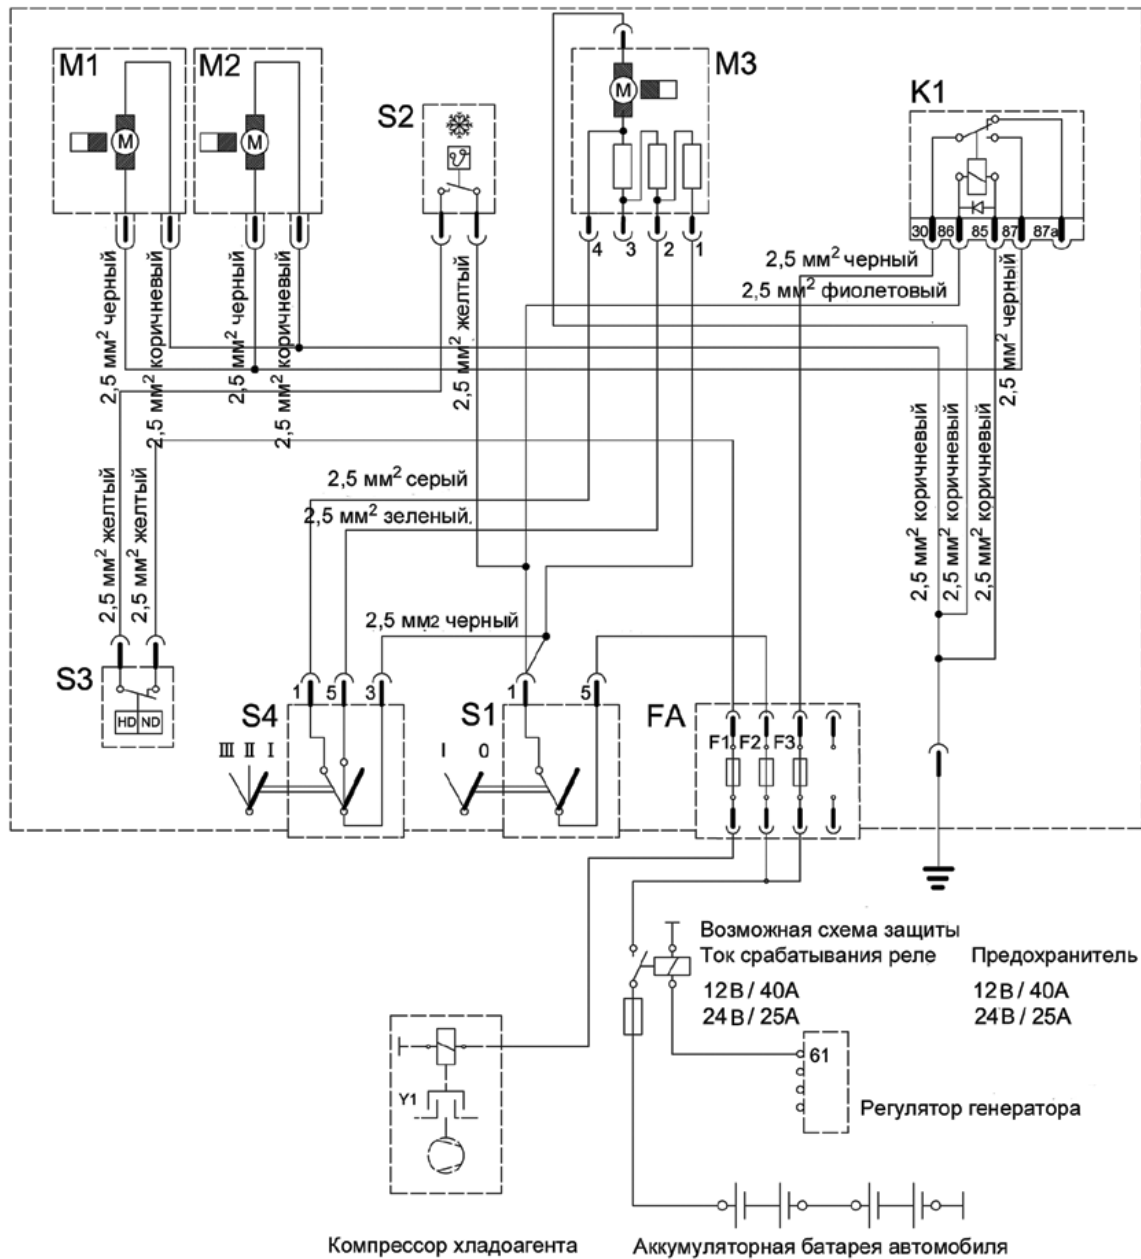 M1
M2
S2
M3
K1
M
M
M
4
3
2
1
30
86
85
87
87a
2,5 мм² черный
2,5 мм² фиолетовый
2,5 мм² черный
2,5 мм² коричневый
2,5 мм² черный
2,5 мм² коричневый
2,5 мм² желтый
2,5 мм² черный
2,5 мм² серый
2,5 мм² зеленый.
2,5 мм² желтый
2,5 мм² желтый
2,5 мм² коричневый
2,5 мм² коричневый
2,5 мм² коричневый
2,5 мм2 черный
S3
HD ND
S4
1
5
3
III II I
S1
1
5
I 0
FA
F1
F2
F3
Возможная схема защиты
Ток срабатывания реле
12В / 40А
24В / 25А
Предохранитель
12В / 40А
24В / 25А
61
Регулятор генератора
Y1
Компрессор хладоагента
Аккумуляторная батарея автомобиля